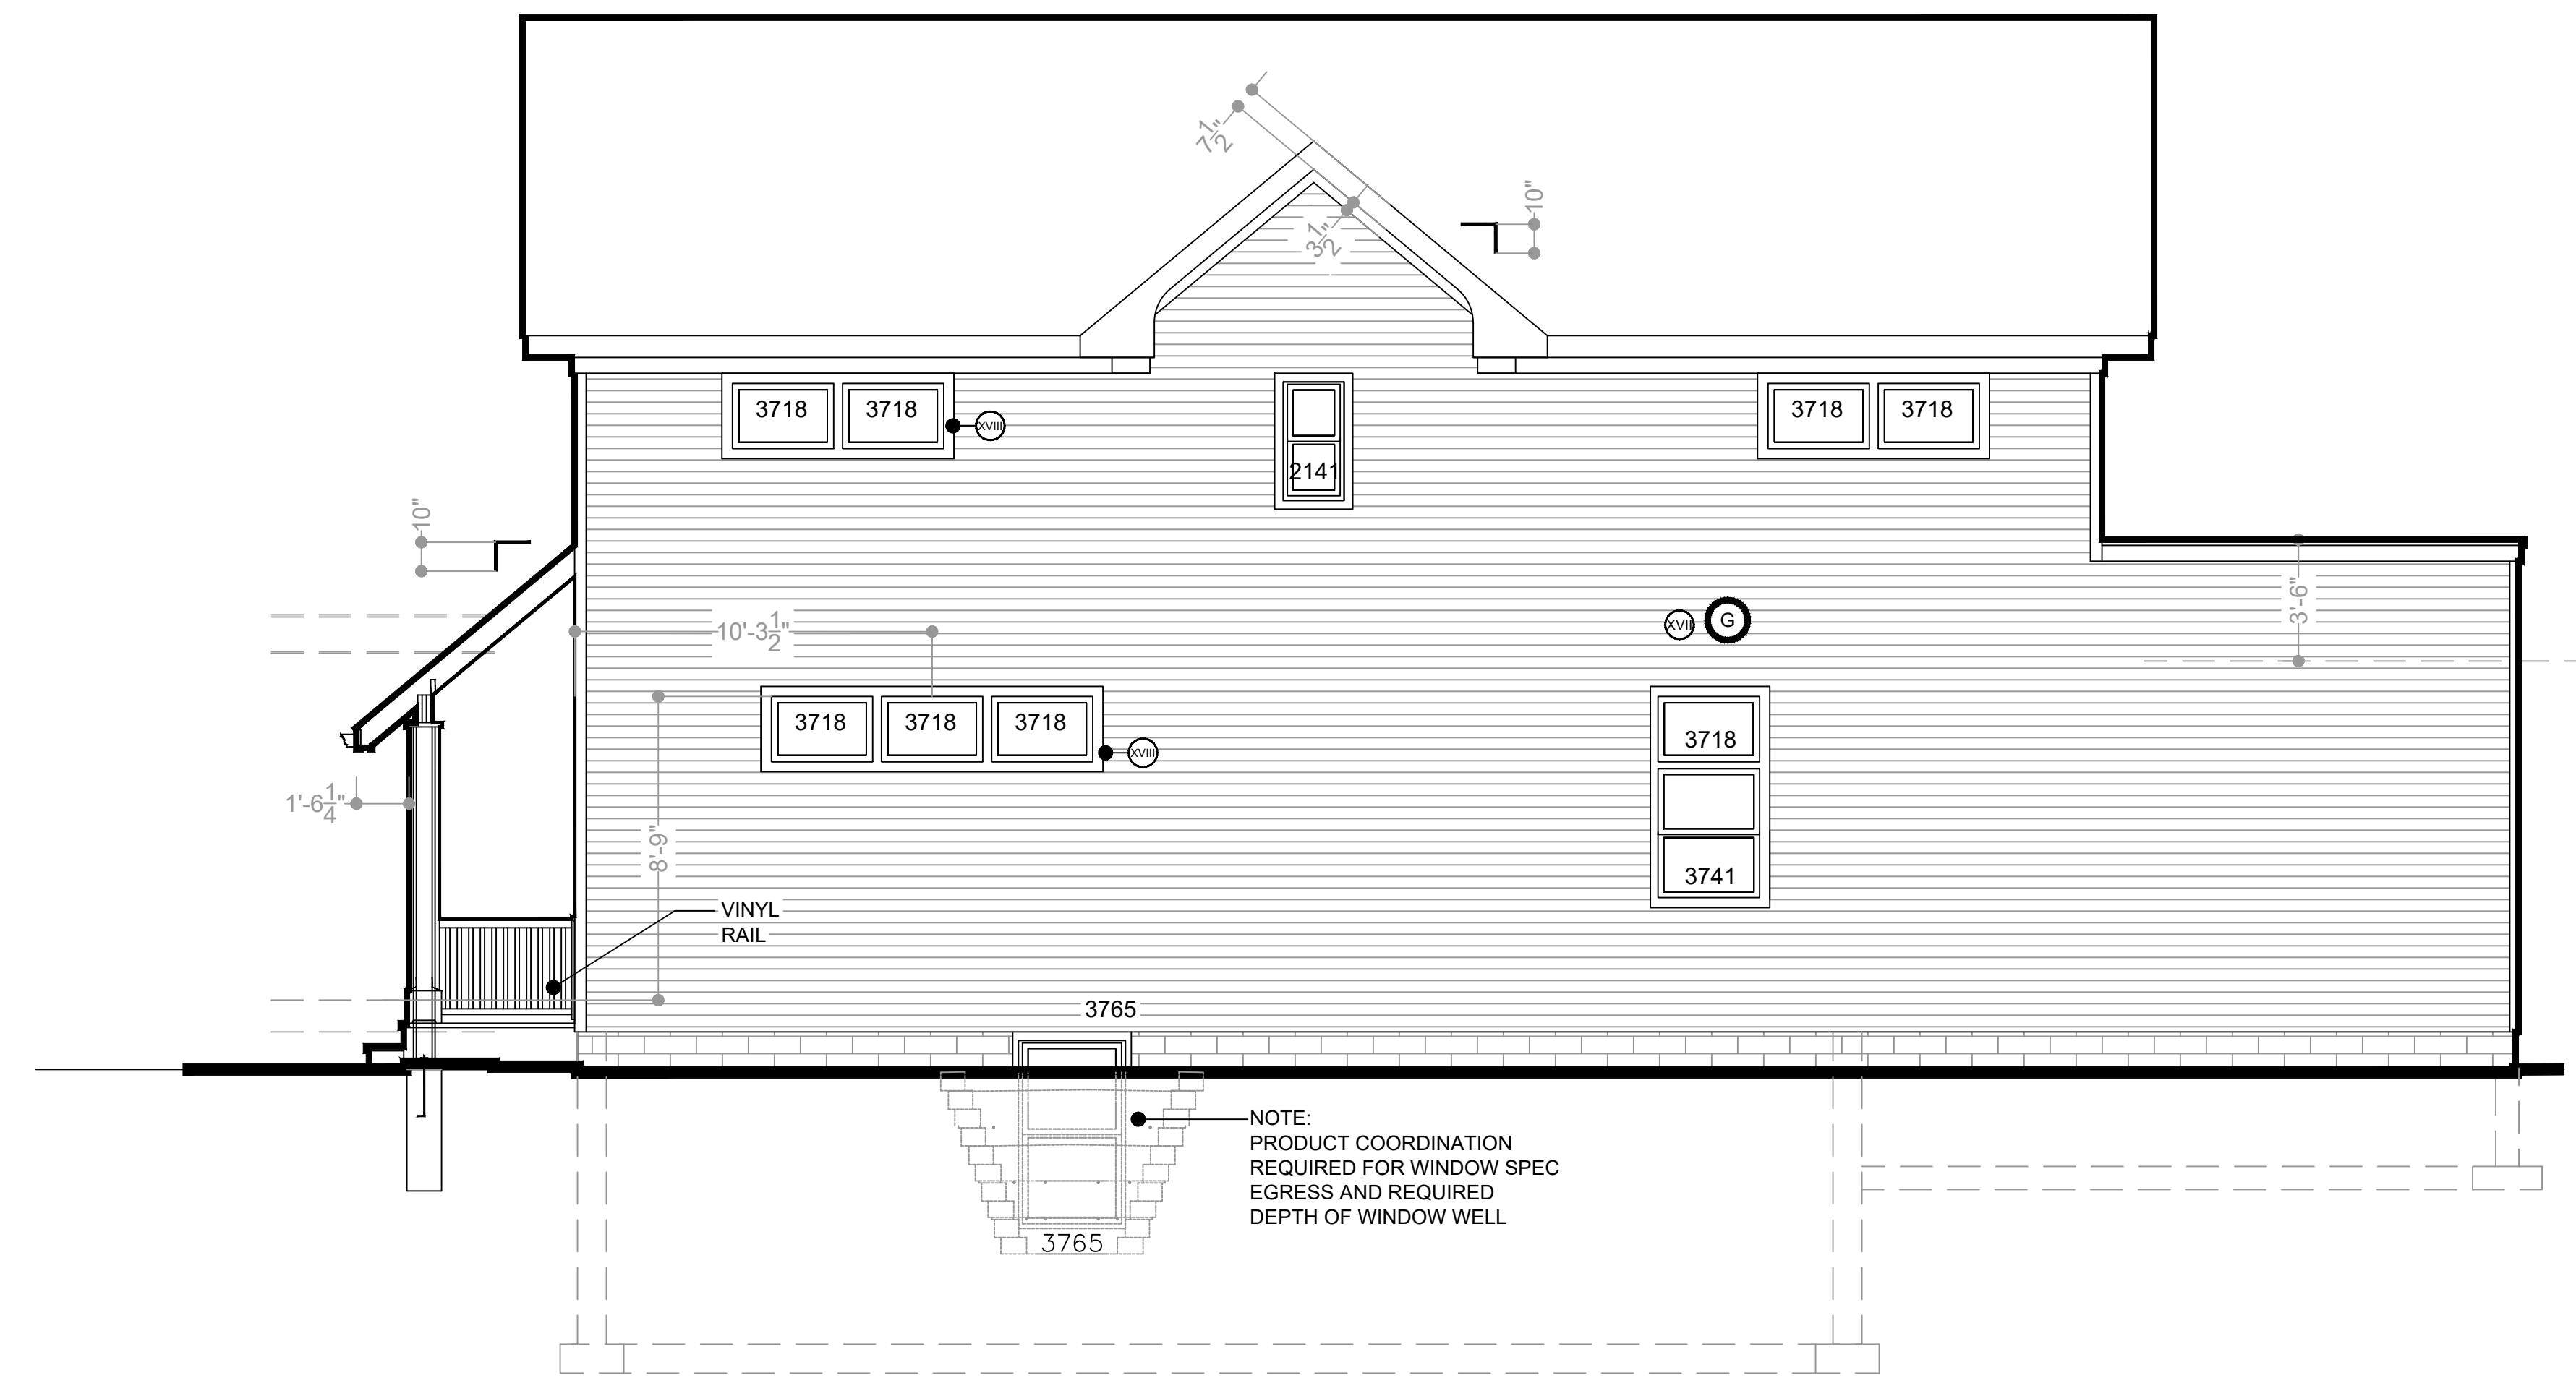 7 1/2"
3 1/2"
10"
3718 3718
XVIII
2141
3718 3718
10"
10'-3 1/2"
XVII
G
3'-6"
3718 3718 3718
XVIII
3718
3741
1'-6 1/4"
8'-9"
VINYL
RAIL
3765
NOTE:
PRODUCT COORDINATION
REQUIRED FOR WINDOW SPEC
EGRESS AND REQUIRED
DEPTH OF WINDOW WELL
3765